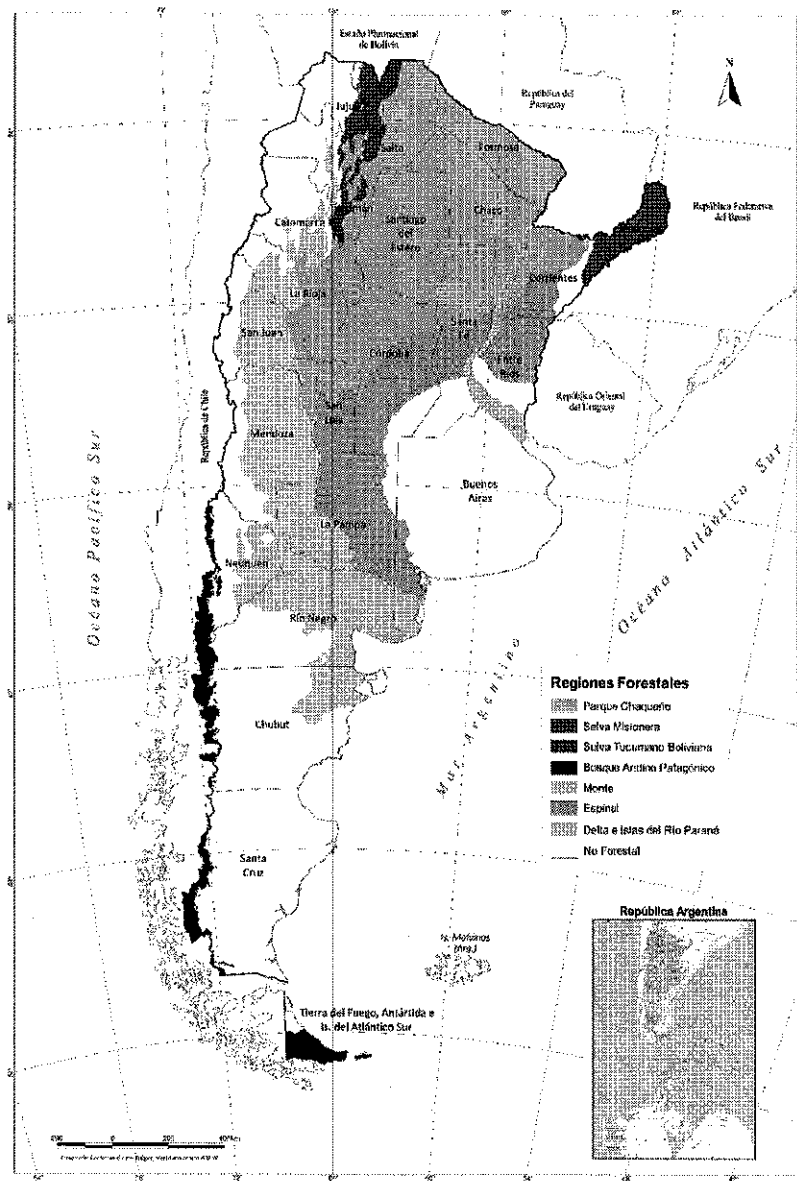 Estado Plurinacional
de Bolivia
República del
Paraguay
N
Salta
Formosa
República Federativa
del Brasil
Chaco
Catamarca
Santiago
del
Estero
Corrientes
La Rioja
San Juan
Santa
Fe
Córdoba
Entre
Ríos
República Oriental
del Uruguay
San
Luis
República de Chile
Mendoza
Buenos
Aires
La Pampa
Océano Pacífico Sur
Océano Atlántico Sur
Neuquén
Río Negro
Mar Argentino
Chubut
Regiones Forestales
Parque Chaqueño
Selva Misionera
Selva Tucumano Boliviana
Bosque Andino Patagónico
Monte
Espinal
Delta e Islas del Río Paraná
No Forestal
Santa
Cruz
República Argentina
Is. Malvinas
(Arg.)
Tierra del Fuego, Antártida e
Is. del Atlántico Sur